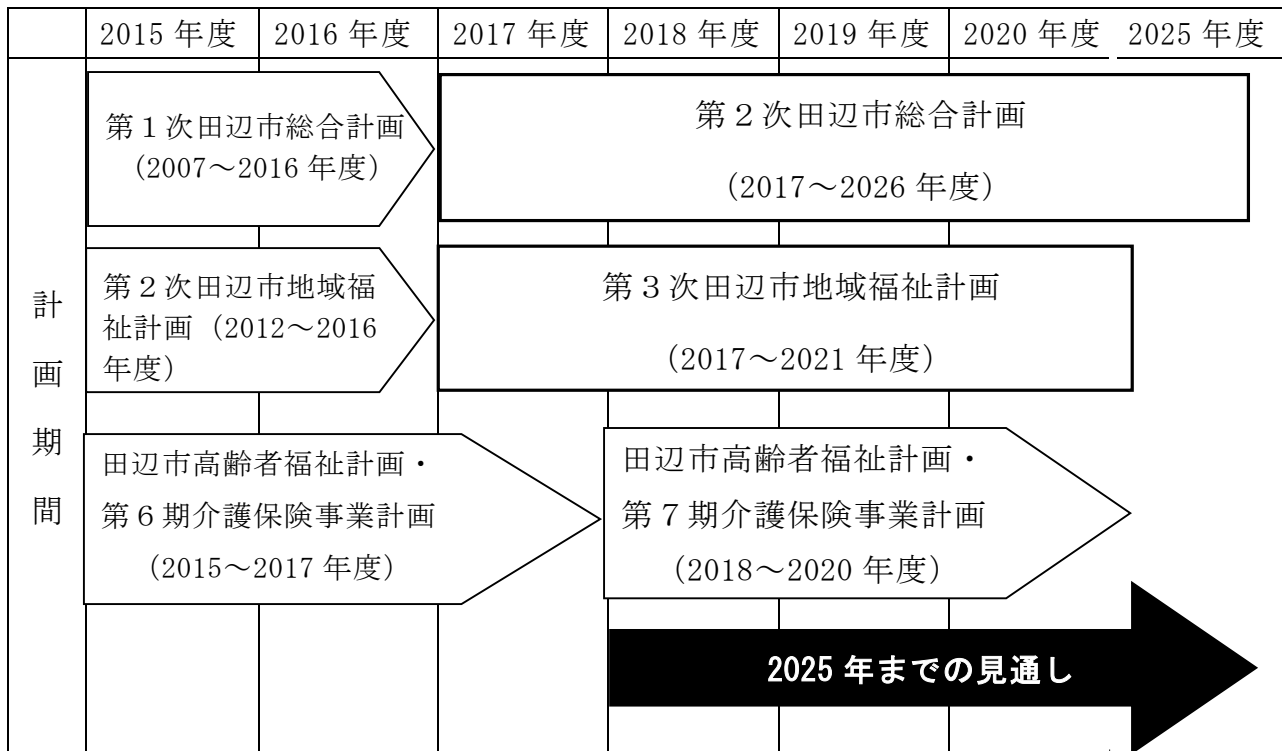 2015 年度 2016 年度 2017 年度 2018 年度 2019 年度 2020 年度 2025 年度
計画期間
第１次田辺市総合計画
（2007～2016 年度）
第２次田辺市総合計画
（2017～2026 年度）
第２次田辺市地域福
祉計画（2012～2016
年度）
第３次田辺市地域福祉計画
（2017～2021 年度）
田辺市高齢者福祉計画・
第６期介護保険事業計画
（2015～2017 年度）
田辺市高齢者福祉計画・
第７期介護保険事業計画
（2018～2020 年度）
2025 年までの見通し